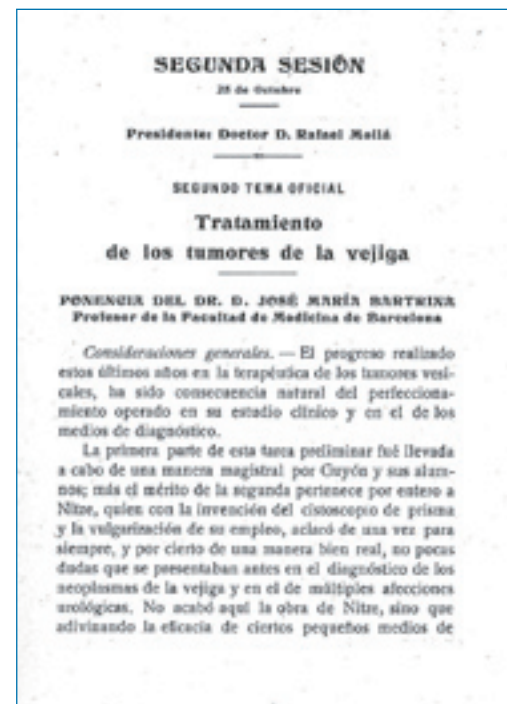 SEGUNDA SESIÓN
25 de Octubre
Presidente: Doctor D. Rafael Mollá
SEGUNDO TEMA OFICIAL
Tratamiento
de los tumores de la vejiga
PONENCIA DEL DR. D. JOSÉ MARÍA BARTRINA
Profesor de la Facultad de Medicina de Barcelona
Consideraciones generales. — El progreso realizado
estos últimos años en la terapéutica de los tumores vesi-
cales, ha sido consecuencia natural del perfecciona-
miento operado en su estudio clínico y en el de los
medios de diagnóstico.
La primera parte de esta tarea preliminar fué llevada
a cabo de una manera magistral por Guyón y sus alum-
nos; más el mérito de la segunda pertenece por entero a
Nitze, quien con la invención del cistoscopio de prisma
y la vulgarización de su empleo, aclaró de una vez para
siempre, y por cierto de una manera bien real, no pocas
dudas que se presentaban antes en el diagnóstico de los
neoplasmas de la vejiga y en el de múltiples afecciones
urológicas. No acabó aquí la obra de Nitze, sino que
adivinando la eficacia de ciertos pequeños medios de